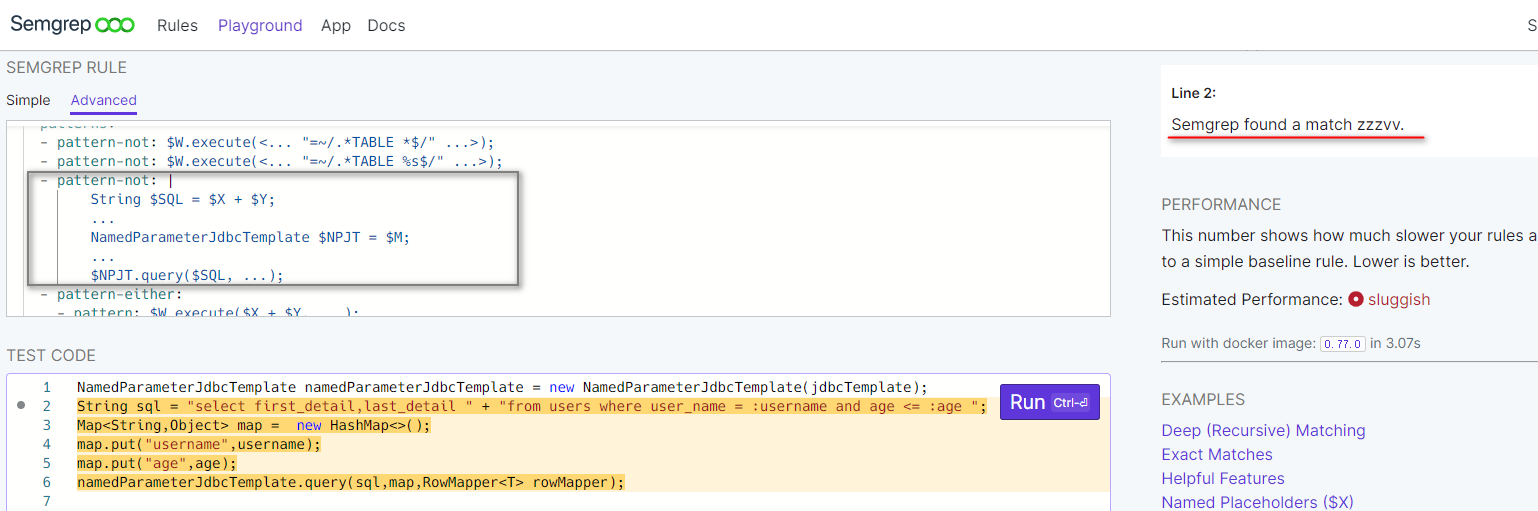 Semgrep Rules Playground App Docs S
SEMGREP RULE
Simple Advanced
patterns:
- pattern-not: $W.execute(<... "=~/.*TABLE *$/" ...>);
- pattern-not: $W.execute(<... "=~/.*TABLE %s$/" ...>);
- pattern-not: |
String $SQL = $X + $Y;
...
NamedParameterJdbcTemplate $NPJT = $M;
...
$NPJT.query($SQL, ...);
- pattern-either:
- pattern: $W.execute($X + $Y, ...);
TEST CODE
1 NamedParameterJdbcTemplate namedParameterJdbcTemplate = new NamedParameterJdbcTemplate(jdbcTemplate);
2 String sql = "select first_detail,last_detail " + "from users where user_name = :username and age <= :age ";
3 Map<String,Object> map =  new HashMap<>();
4 map.put("username",username);
5 map.put("age",age);
6 namedParameterJdbcTemplate.query(sql,map,RowMapper<T> rowMapper);
7
Run Ctrl-⏎
Line 2:
Semgrep found a match zzzvv.
PERFORMANCE
This number shows how much slower your rules a
to a simple baseline rule. Lower is better.
Estimated Performance: sluggish
Run with docker image: 0.77.0 in 3.07s
EXAMPLES
Deep (Recursive) Matching
Exact Matches
Helpful Features
Named Placeholders ($X)